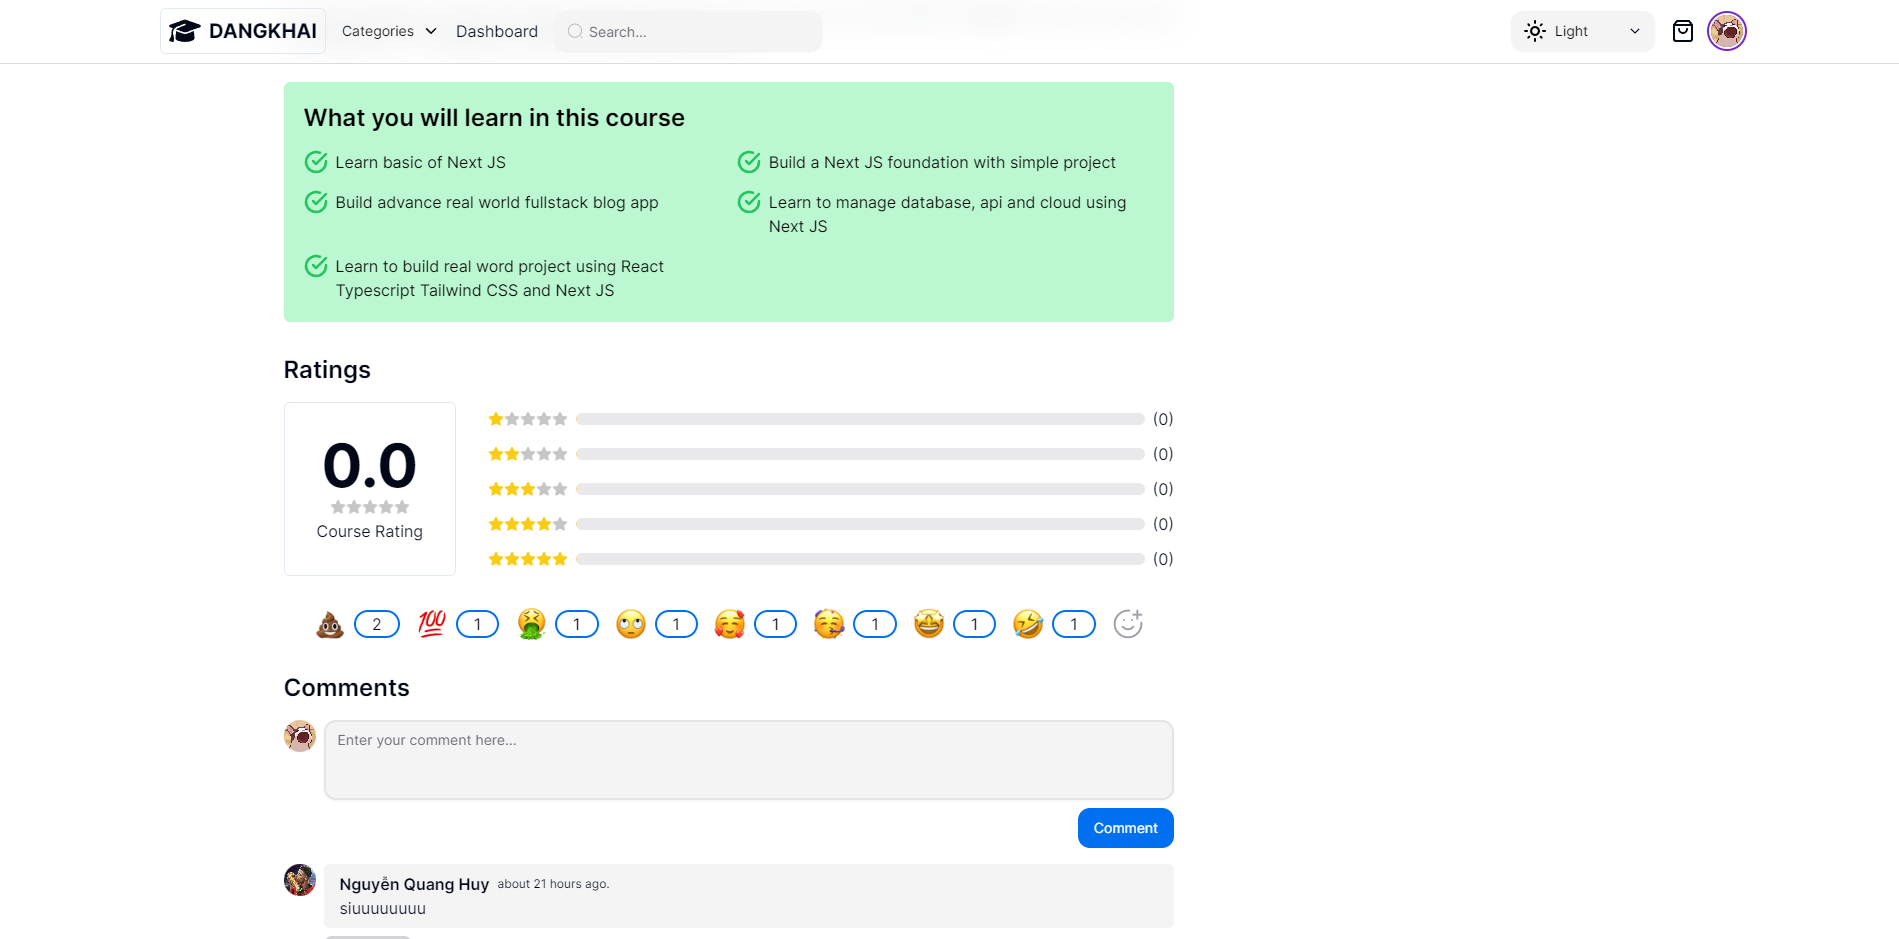 DANGKHAI Categories Dashboard Search... Light
What you will learn in this course
Learn basic of Next JS
Build a Next JS foundation with simple project
Build advance real world fullstack blog app
Learn to manage database, api and cloud using
Next JS
Learn to build real word project using React
Typescript Tailwind CSS and Next JS
Ratings
0.0
Course Rating
(0)
(0)
(0)
(0)
(0)
💩 2 💯 1 🤮 1 🙄 1 🥰 1 🥳 1 🤩 1 🤣 1
Comments
Enter your comment here...
Comment
Nguyễn Quang Huy about 21 hours ago.
siuuuuuuuu